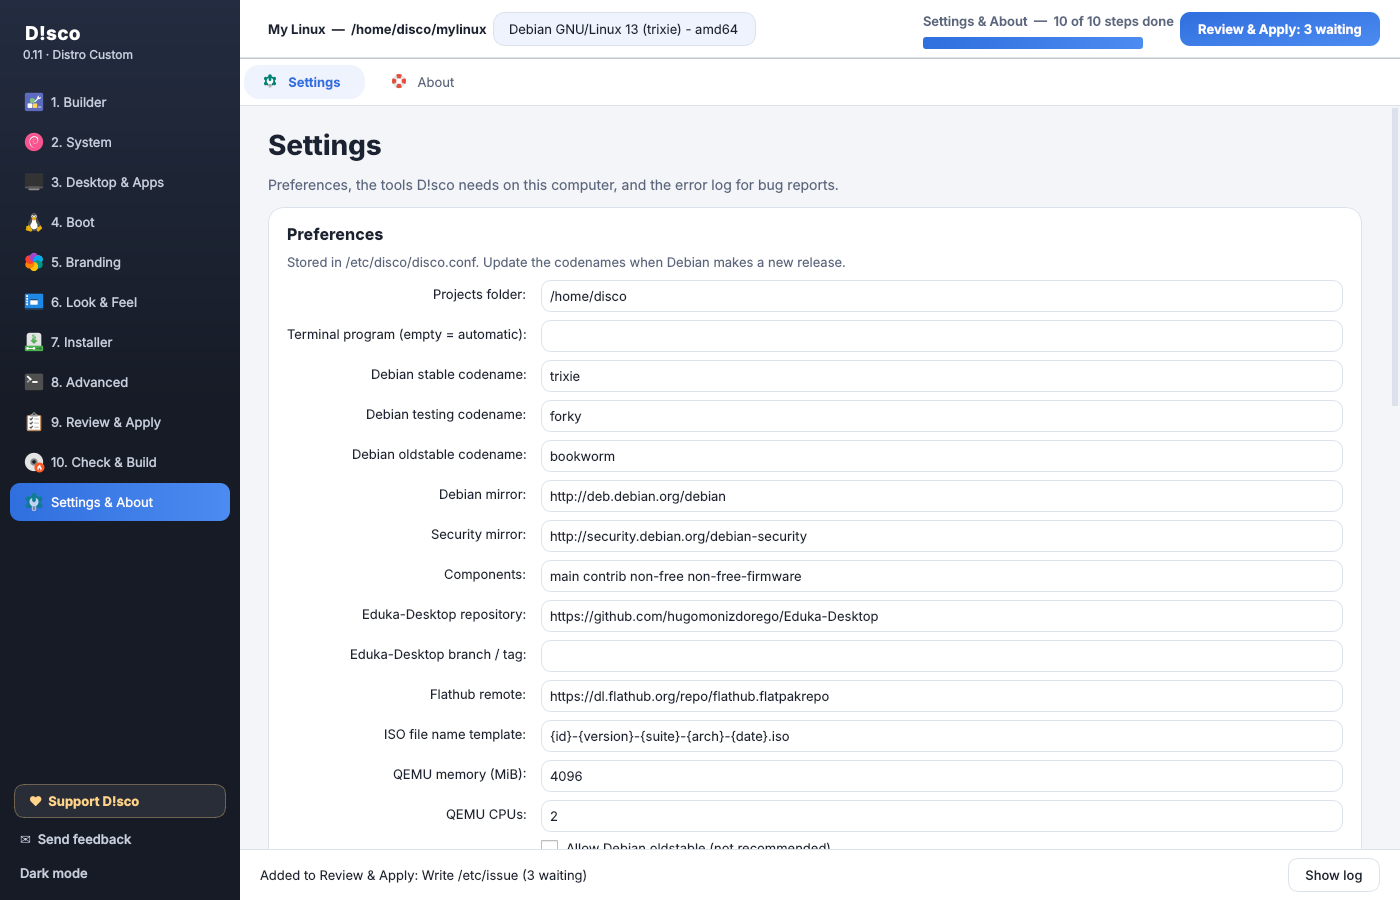 D!sco
0.11 · Distro Custom
1. Builder
2. System
3. Desktop & Apps
4. Boot
5. Branding
6. Look & Feel
7. Installer
8. Advanced
9. Review & Apply
10. Check & Build
Settings & About
Support D!sco
Send feedback
Dark mode
My Linux — /home/disco/mylinux
Debian GNU/Linux 13 (trixie) - amd64
Settings & About — 10 of 10 steps done
Review & Apply: 3 waiting
Settings
About
Settings
Preferences, the tools D!sco needs on this computer, and the error log for bug reports.
Preferences
Stored in /etc/disco/disco.conf. Update the codenames when Debian makes a new release.
Projects folder: /home/disco
Terminal program (empty = automatic):
Debian stable codename: trixie
Debian testing codename: forky
Debian oldstable codename: bookworm
Debian mirror: http://deb.debian.org/debian
Security mirror: http://security.debian.org/debian-security
Components: main contrib non-free non-free-firmware
Eduka-Desktop repository: https://github.com/hugomonizdorego/Eduka-Desktop
Eduka-Desktop branch / tag:
Flathub remote: https://dl.flathub.org/repo/flathub.flatpakrepo
ISO file name template: {id}-{version}-{suite}-{arch}-{date}.iso
QEMU memory (MiB): 4096
QEMU CPUs: 2
Allow Debian oldstable (not recommended)
Added to Review & Apply: Write /etc/issue (3 waiting)
Show log